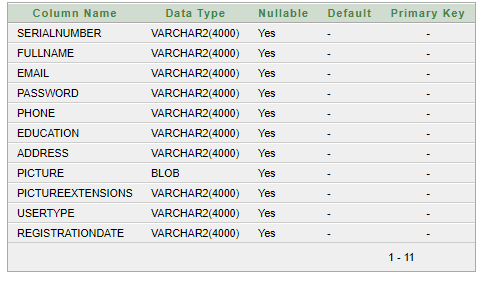 Column Name Data Type Nullable Default Primary Key
SERIALNUMBER VARCHAR2(4000) Yes - -
FULLNAME VARCHAR2(4000) Yes - -
EMAIL VARCHAR2(4000) Yes - -
PASSWORD VARCHAR2(4000) Yes - -
PHONE VARCHAR2(4000) Yes - -
EDUCATION VARCHAR2(4000) Yes - -
ADDRESS VARCHAR2(4000) Yes - -
PICTURE BLOB Yes - -
PICTUREEXTENSIONS VARCHAR2(4000) Yes - -
USERTYPE VARCHAR2(4000) Yes - -
REGISTRATIONDATE VARCHAR2(4000) Yes - -
1 - 11